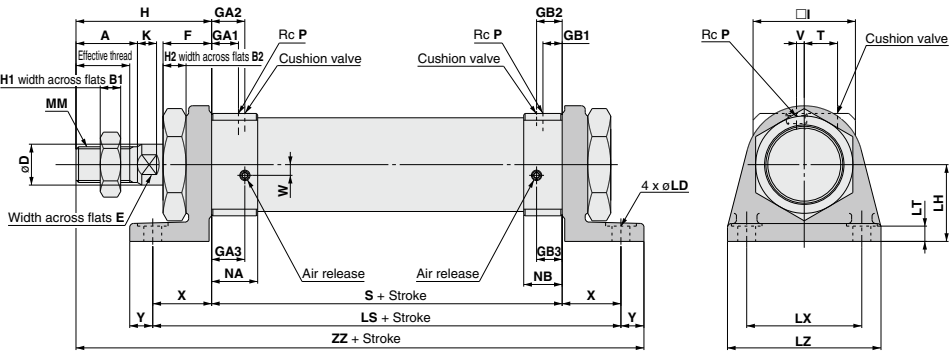 H
GA2
GB2
□I
A
K
F
GA1
Rc P
GB1
Rc P
V
T
Effective thread
H2 width across flats B2
Cushion valve
Cushion valve
Cushion valve
H1 width across flats B1
MM
øD
W
4 x øLD
LT
LH
Width across flats E
GA3
Air release
Air release
GB3
NA
NB
X
S + Stroke
X
Y
LS + Stroke
Y
LX
ZZ + Stroke
LZ